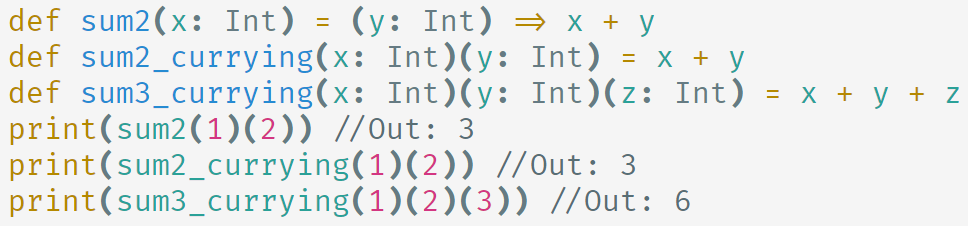 def sum2(x: Int) = (y: Int) => x + y
def sum2_currying(x: Int)(y: Int) = x + y
def sum3_currying(x: Int)(y: Int)(z: Int) = x + y + z
print(sum2(1)(2)) //Out: 3
print(sum2_currying(1)(2)) //Out: 3
print(sum3_currying(1)(2)(3)) //Out: 6